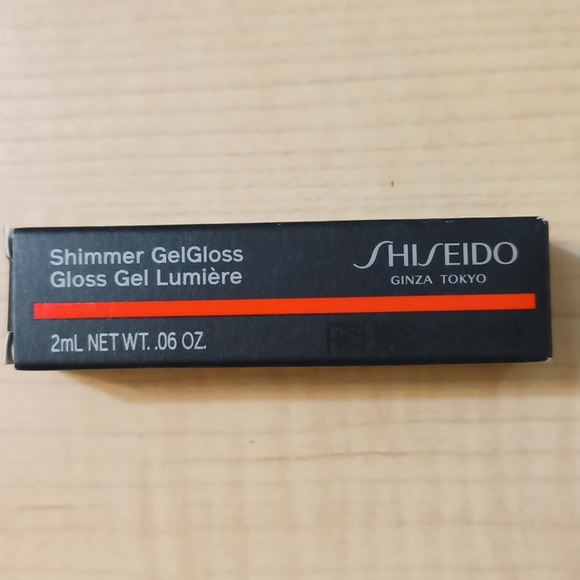 Shimmer GelGloss
Gloss Gel Lumière
SHISEIDO
GINZA TOKYO
2mL NET WT. .06 OZ.